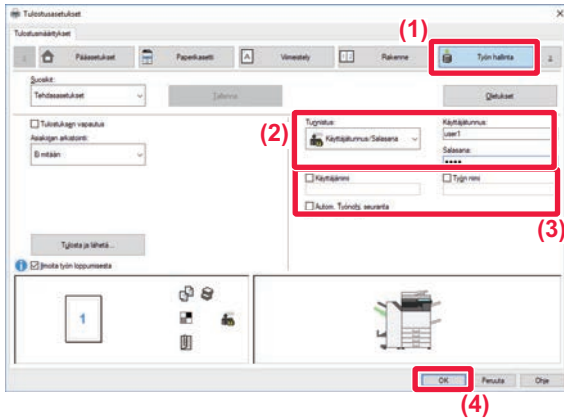 Tulostusasetukset
Tulostusmääritykset
(1)
Pääasetukset Paperikasetti Viimeistely Rakenne Työn hallinta
Suosikit:
Tehdasasetukset Tallenna Oletukset
(2)
Tulostuksen vapautus
Asiakirjan arkistointi:
Ei mitään
Tunnistus:
Käyttäjätunnus/Salasana
Käyttäjätunnus:
user1
Salasana:
••••
Käyttäjänimi Työn nimi
Autom. Työnohj. seuranta
(3)
Tulosta ja lähetä...
Ilmoita työn loppumisesta
1
OK Peruuta Ohje
(4)